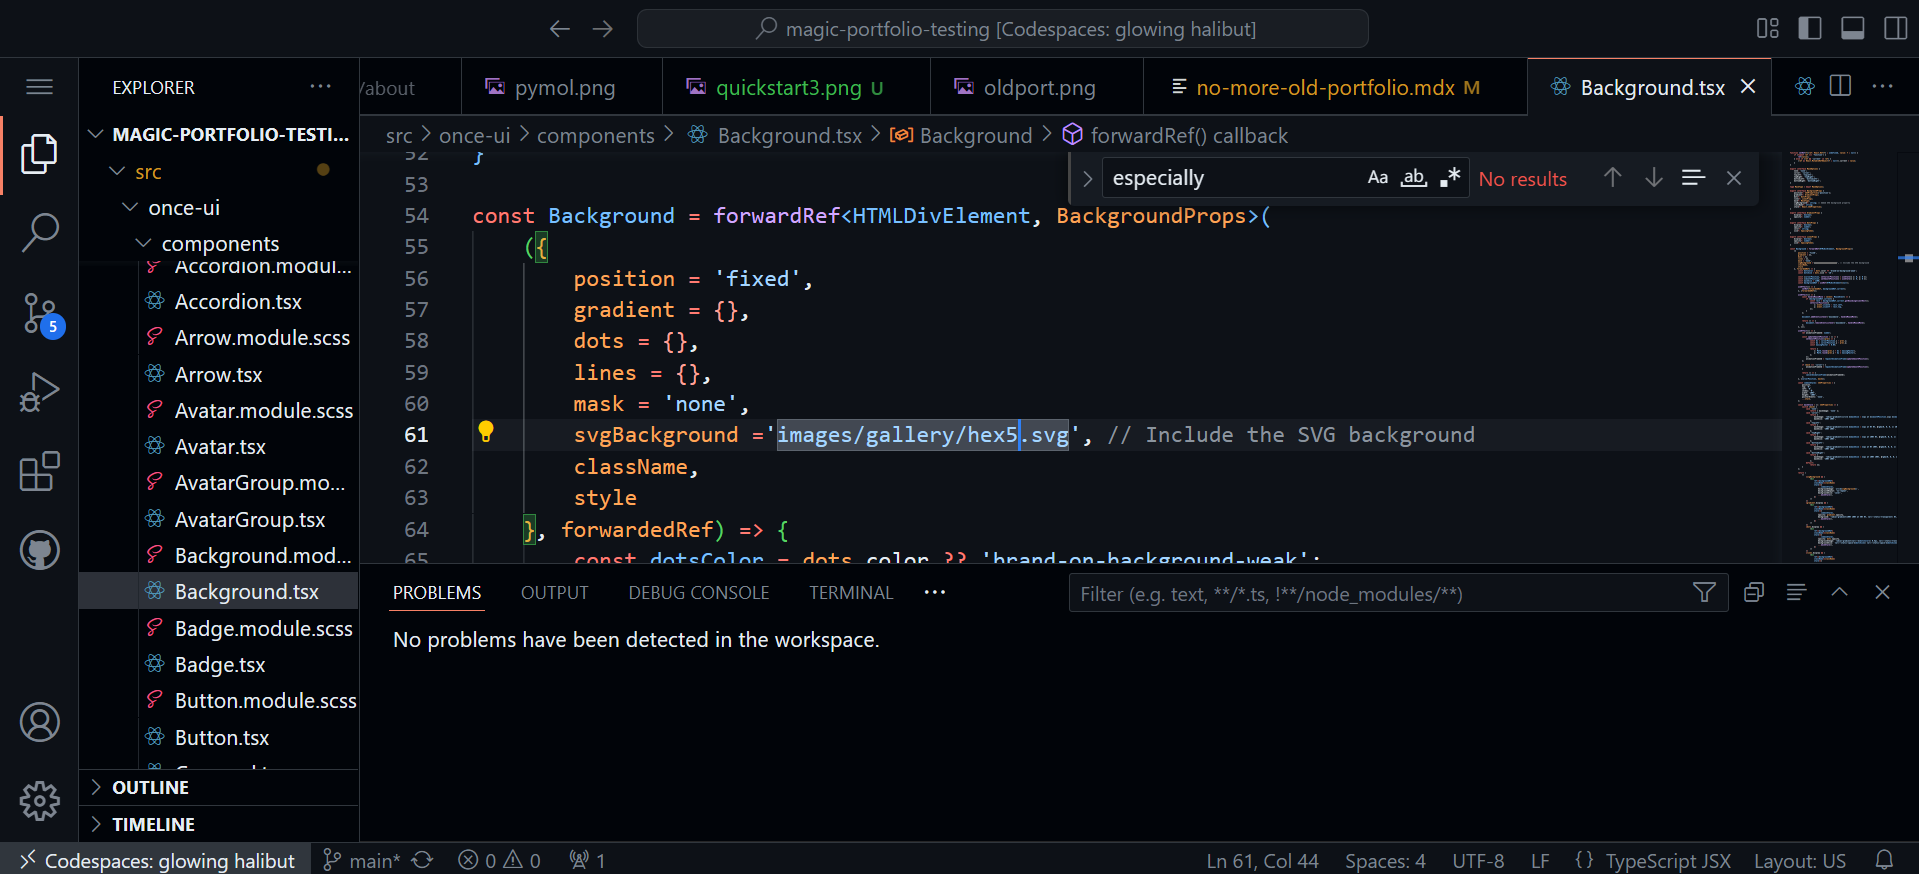 magic-portfolio-testing [Codespaces: glowing halibut]
EXPLORER
/about
pymol.png
quickstart3.png U
oldport.png
no-more-old-portfolio.mdx M
Background.tsx
MAGIC-PORTFOLIO-TESTI...
src
once-ui
components
Accordion.modul...
Accordion.tsx
Arrow.module.scss
Arrow.tsx
Avatar.module.scss
Avatar.tsx
AvatarGroup.mo...
AvatarGroup.tsx
Background.mod...
Background.tsx
Badge.module.scss
Badge.tsx
Button.module.scss
Button.tsx
OUTLINE
TIMELINE
5
src > once-ui > components > Background.tsx > Background > forwardRef() callback
especially
Aa ab .* No results
52 }
53
54 const Background = forwardRef<HTMLDivElement, BackgroundProps>(
55 ({
56 position = 'fixed',
57 gradient = {},
58 dots = {},
59 lines = {},
60 mask = 'none',
61 svgBackground ='images/gallery/hex5.svg', // Include the SVG background
62 className,
63 style
64 }, forwardedRef) => {
65 const dotsColor = dots.color ?? 'brand-on-background-weak';
PROBLEMS OUTPUT DEBUG CONSOLE TERMINAL ...
Filter (e.g. text, **/*.ts, !**/node_modules/**)
No problems have been detected in the workspace.
Codespaces: glowing halibut main* 0 0 1
Ln 61, Col 44 Spaces: 4 UTF-8 LF {} TypeScript JSX Layout: US